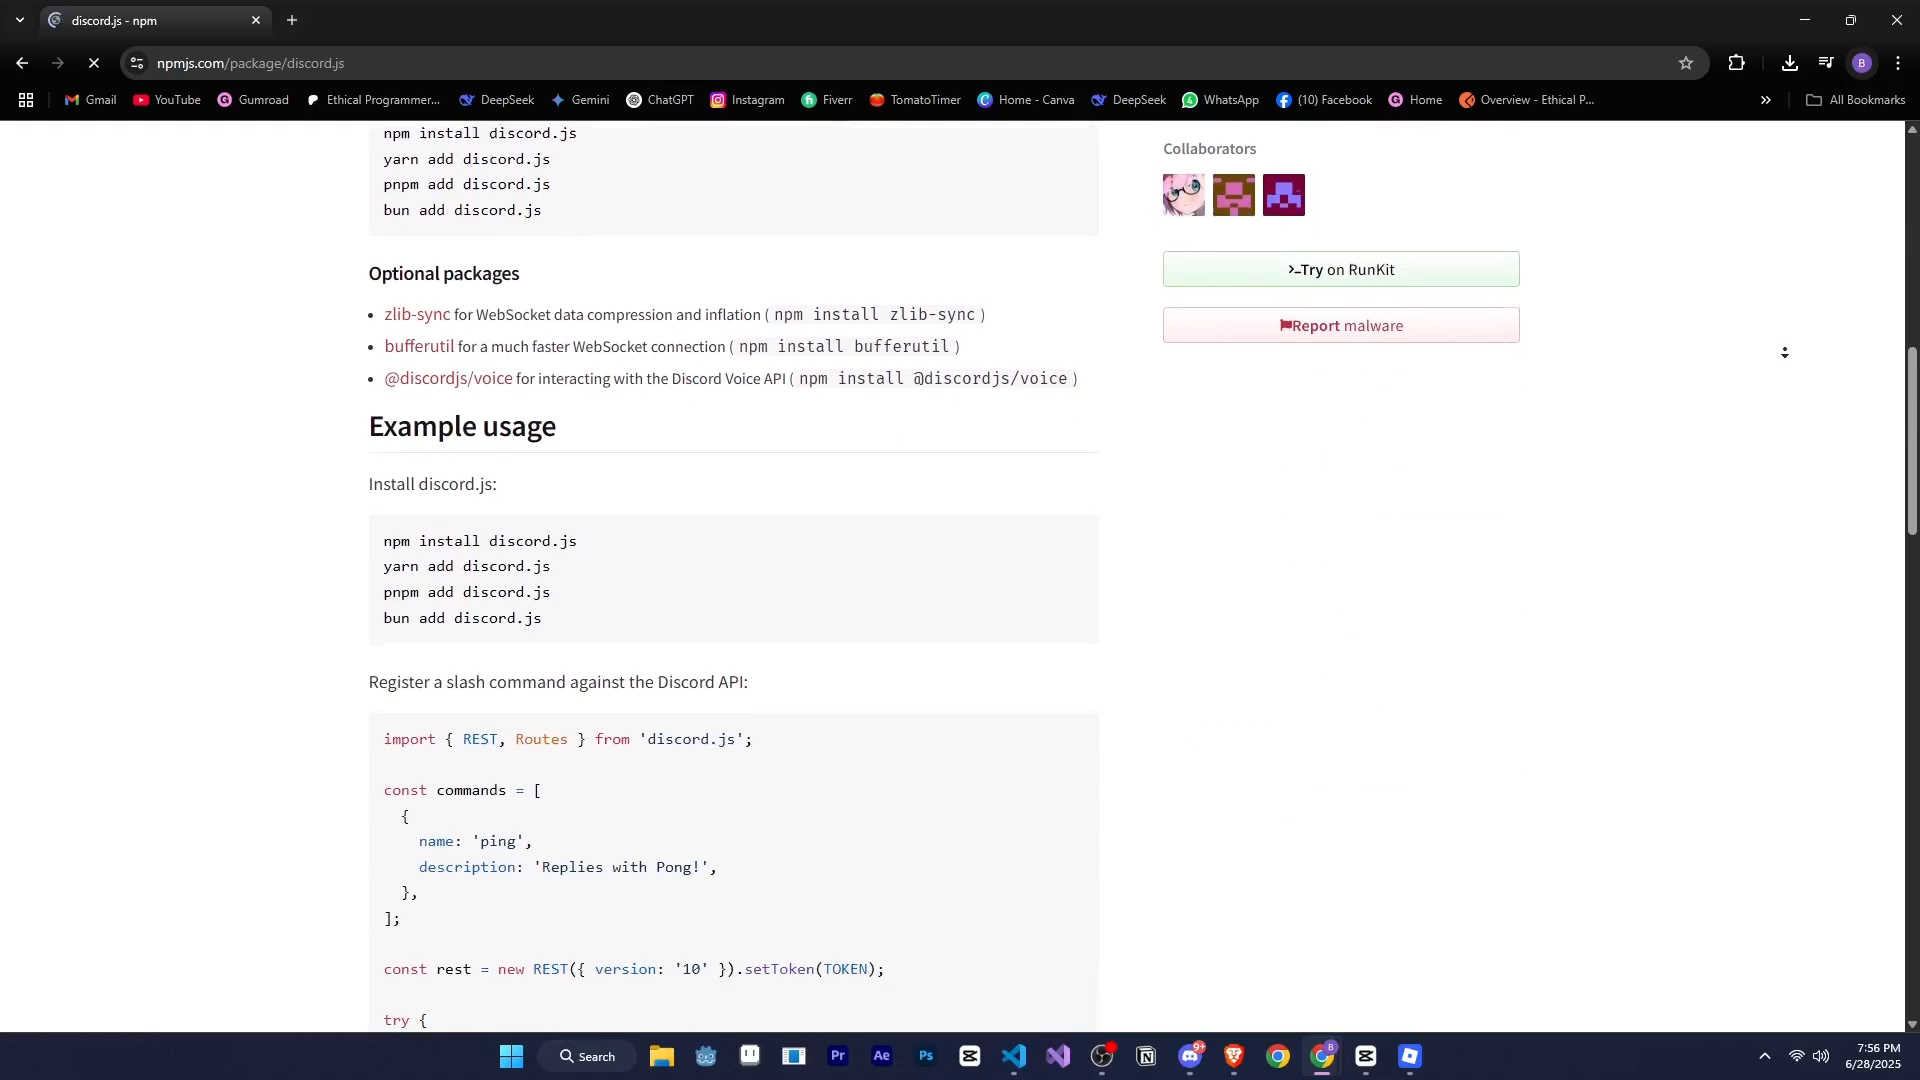 discord.js - npm
npmjs.com/package/discord.js
B
Gmail
YouTube
Gumroad
Ethical Programmer...
DeepSeek
Gemini
ChatGPT
Instagram
Fiverr
TomatoTimer
Home - Canva
DeepSeek
WhatsApp
(10) Facebook
Home
Overview - Ethical P...
All Bookmarks
npm install discord.js
yarn add discord.js
pnpm add discord.js
bun add discord.js
Collaborators
Try on RunKit
Report malware
Optional packages
zlib-sync for WebSocket data compression and inflation ( npm install zlib-sync )
bufferutil for a much faster WebSocket connection ( npm install bufferutil )
@discordjs/voice for interacting with the Discord Voice API ( npm install @discordjs/voice )
Example usage
Install discord.js:
npm install discord.js
yarn add discord.js
pnpm add discord.js
bun add discord.js
Register a slash command against the Discord API:
import { REST, Routes } from 'discord.js';
const commands = [
{
name: 'ping',
description: 'Replies with Pong!',
},
];
const rest = new REST({ version: '10' }).setToken(TOKEN);
try {
Search
Pr
Ae
Ps
9+
B
7:56 PM
6/28/2025